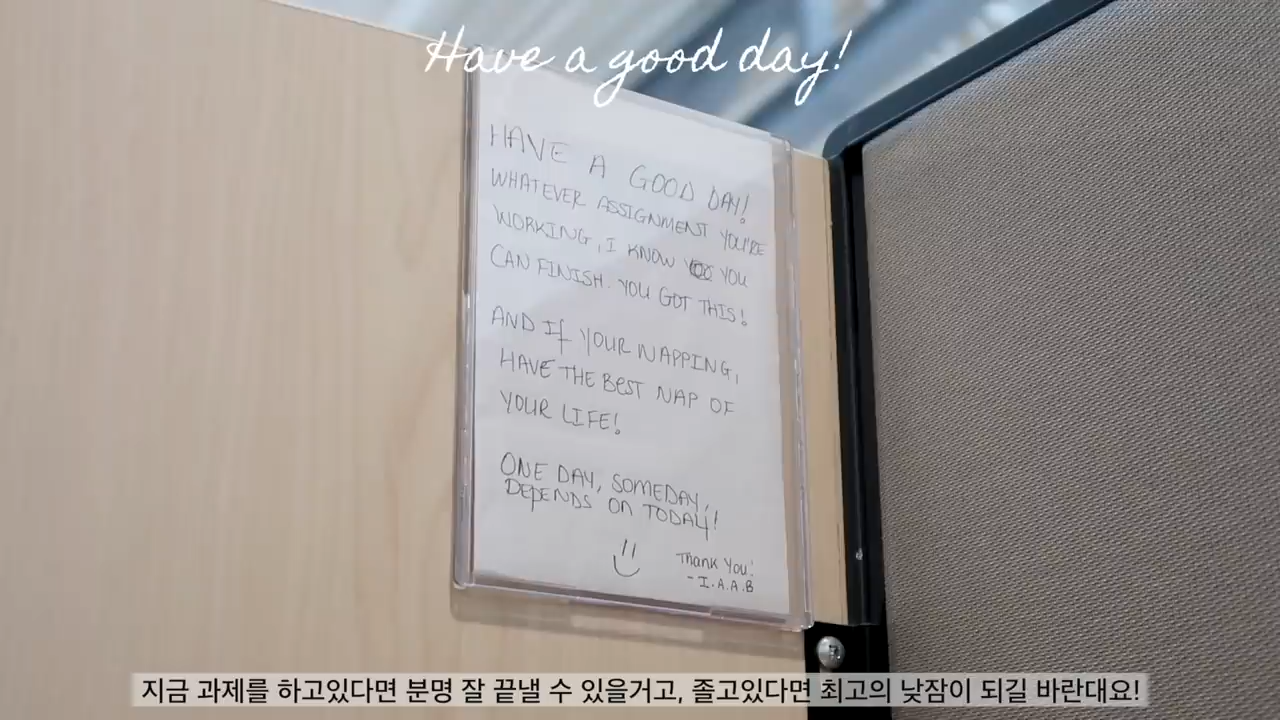 Have a good day!
HAVE A GOOD DAY!
WHATEVER ASSIGNMENT YOU'RE
WORKING, I KNOW YOU
CAN FINISH. YOU GOT THIS!
AND If YOUR NAPPING,
HAVE THE BEST NAP OF
YOUR LIFE!
ONE DAY, SOMEDAY,
DEPENDS On TODAY!
Thank You!
- I.A.A.B
지금 과제를 하고있다면 분명 잘 끝낼 수 있을거고, 졸고있다면 최고의 낮잠이 되길 바란대요!